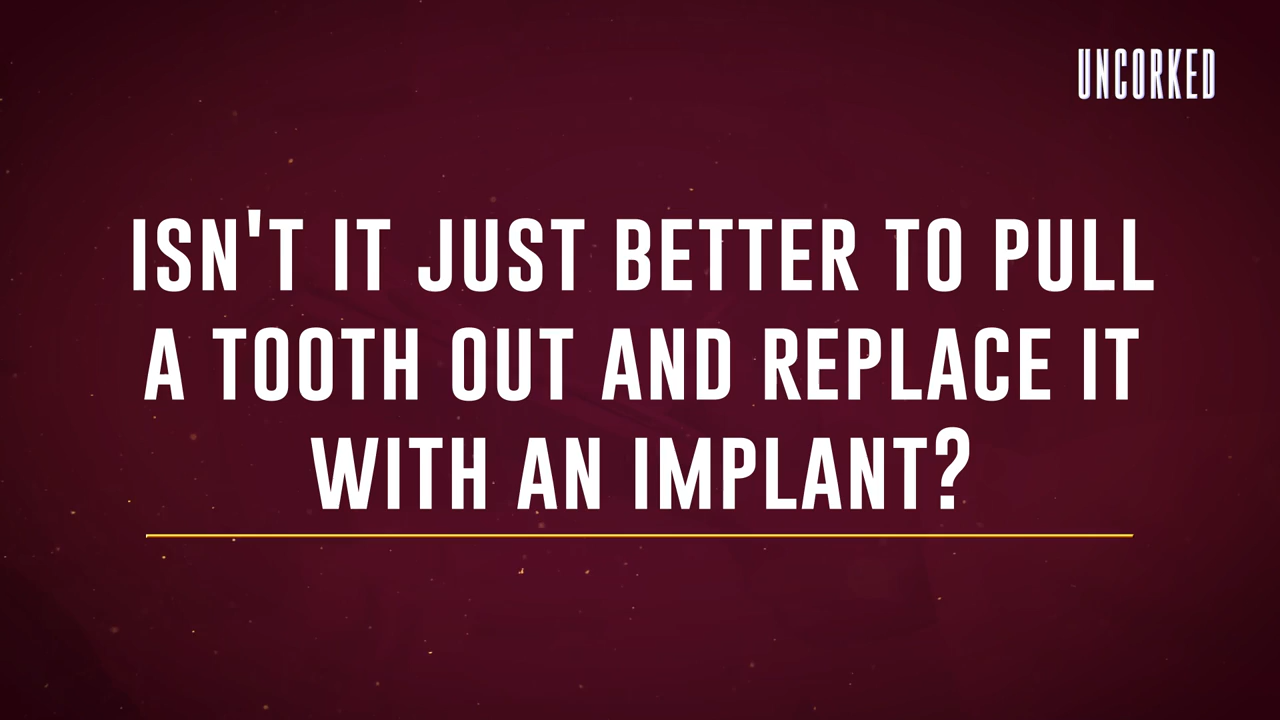 UNCORKED
ISN'T IT JUST BETTER TO PULL
A TOOTH OUT AND REPLACE IT
WITH AN IMPLANT?